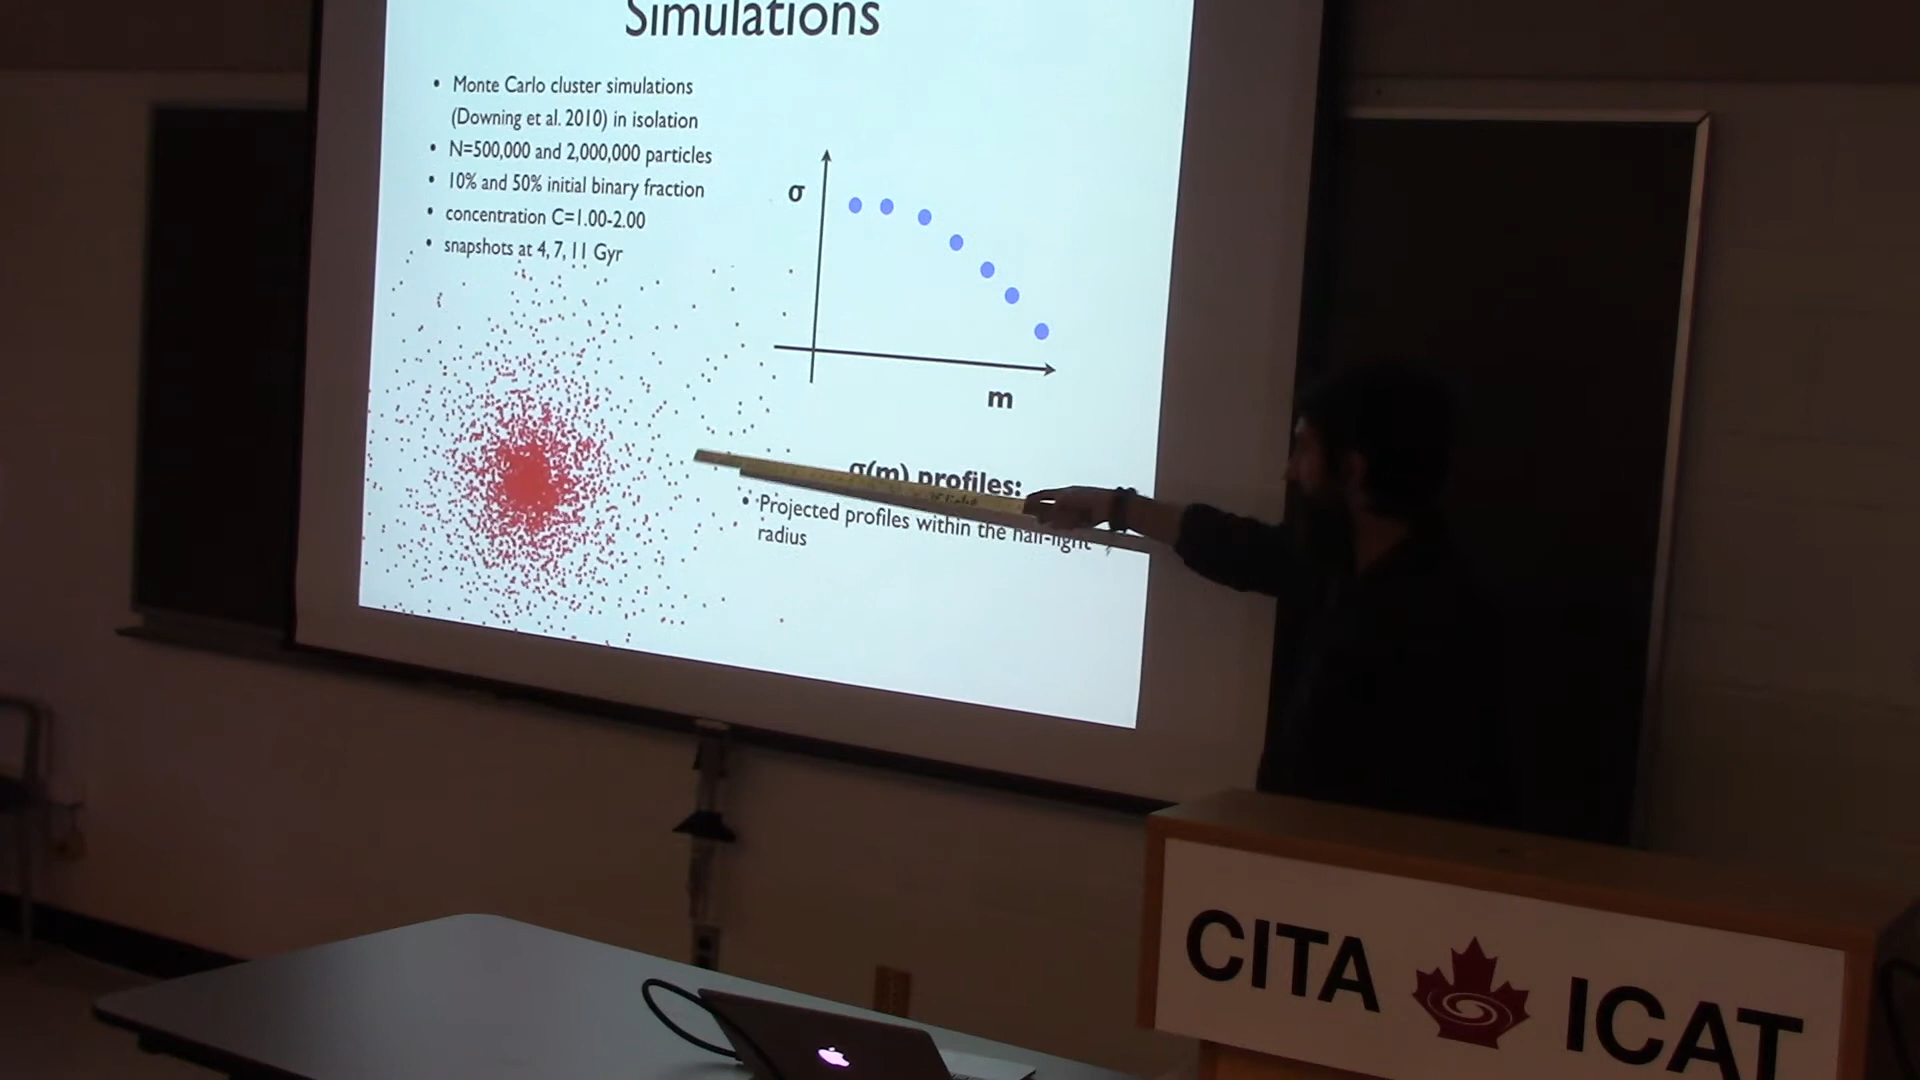 Simulations
• Monte Carlo cluster simulations
(Downing et al. 2010) in isolation
• N=500,000 and 2,000,000 particles
• 10% and 50% initial binary fraction
• concentration C=1.00-2.00
• snapshots at 4, 7, 11 Gyr
σ
m
σ(m) profiles:
• Projected profiles within the half-light
radius
CITA ICAT